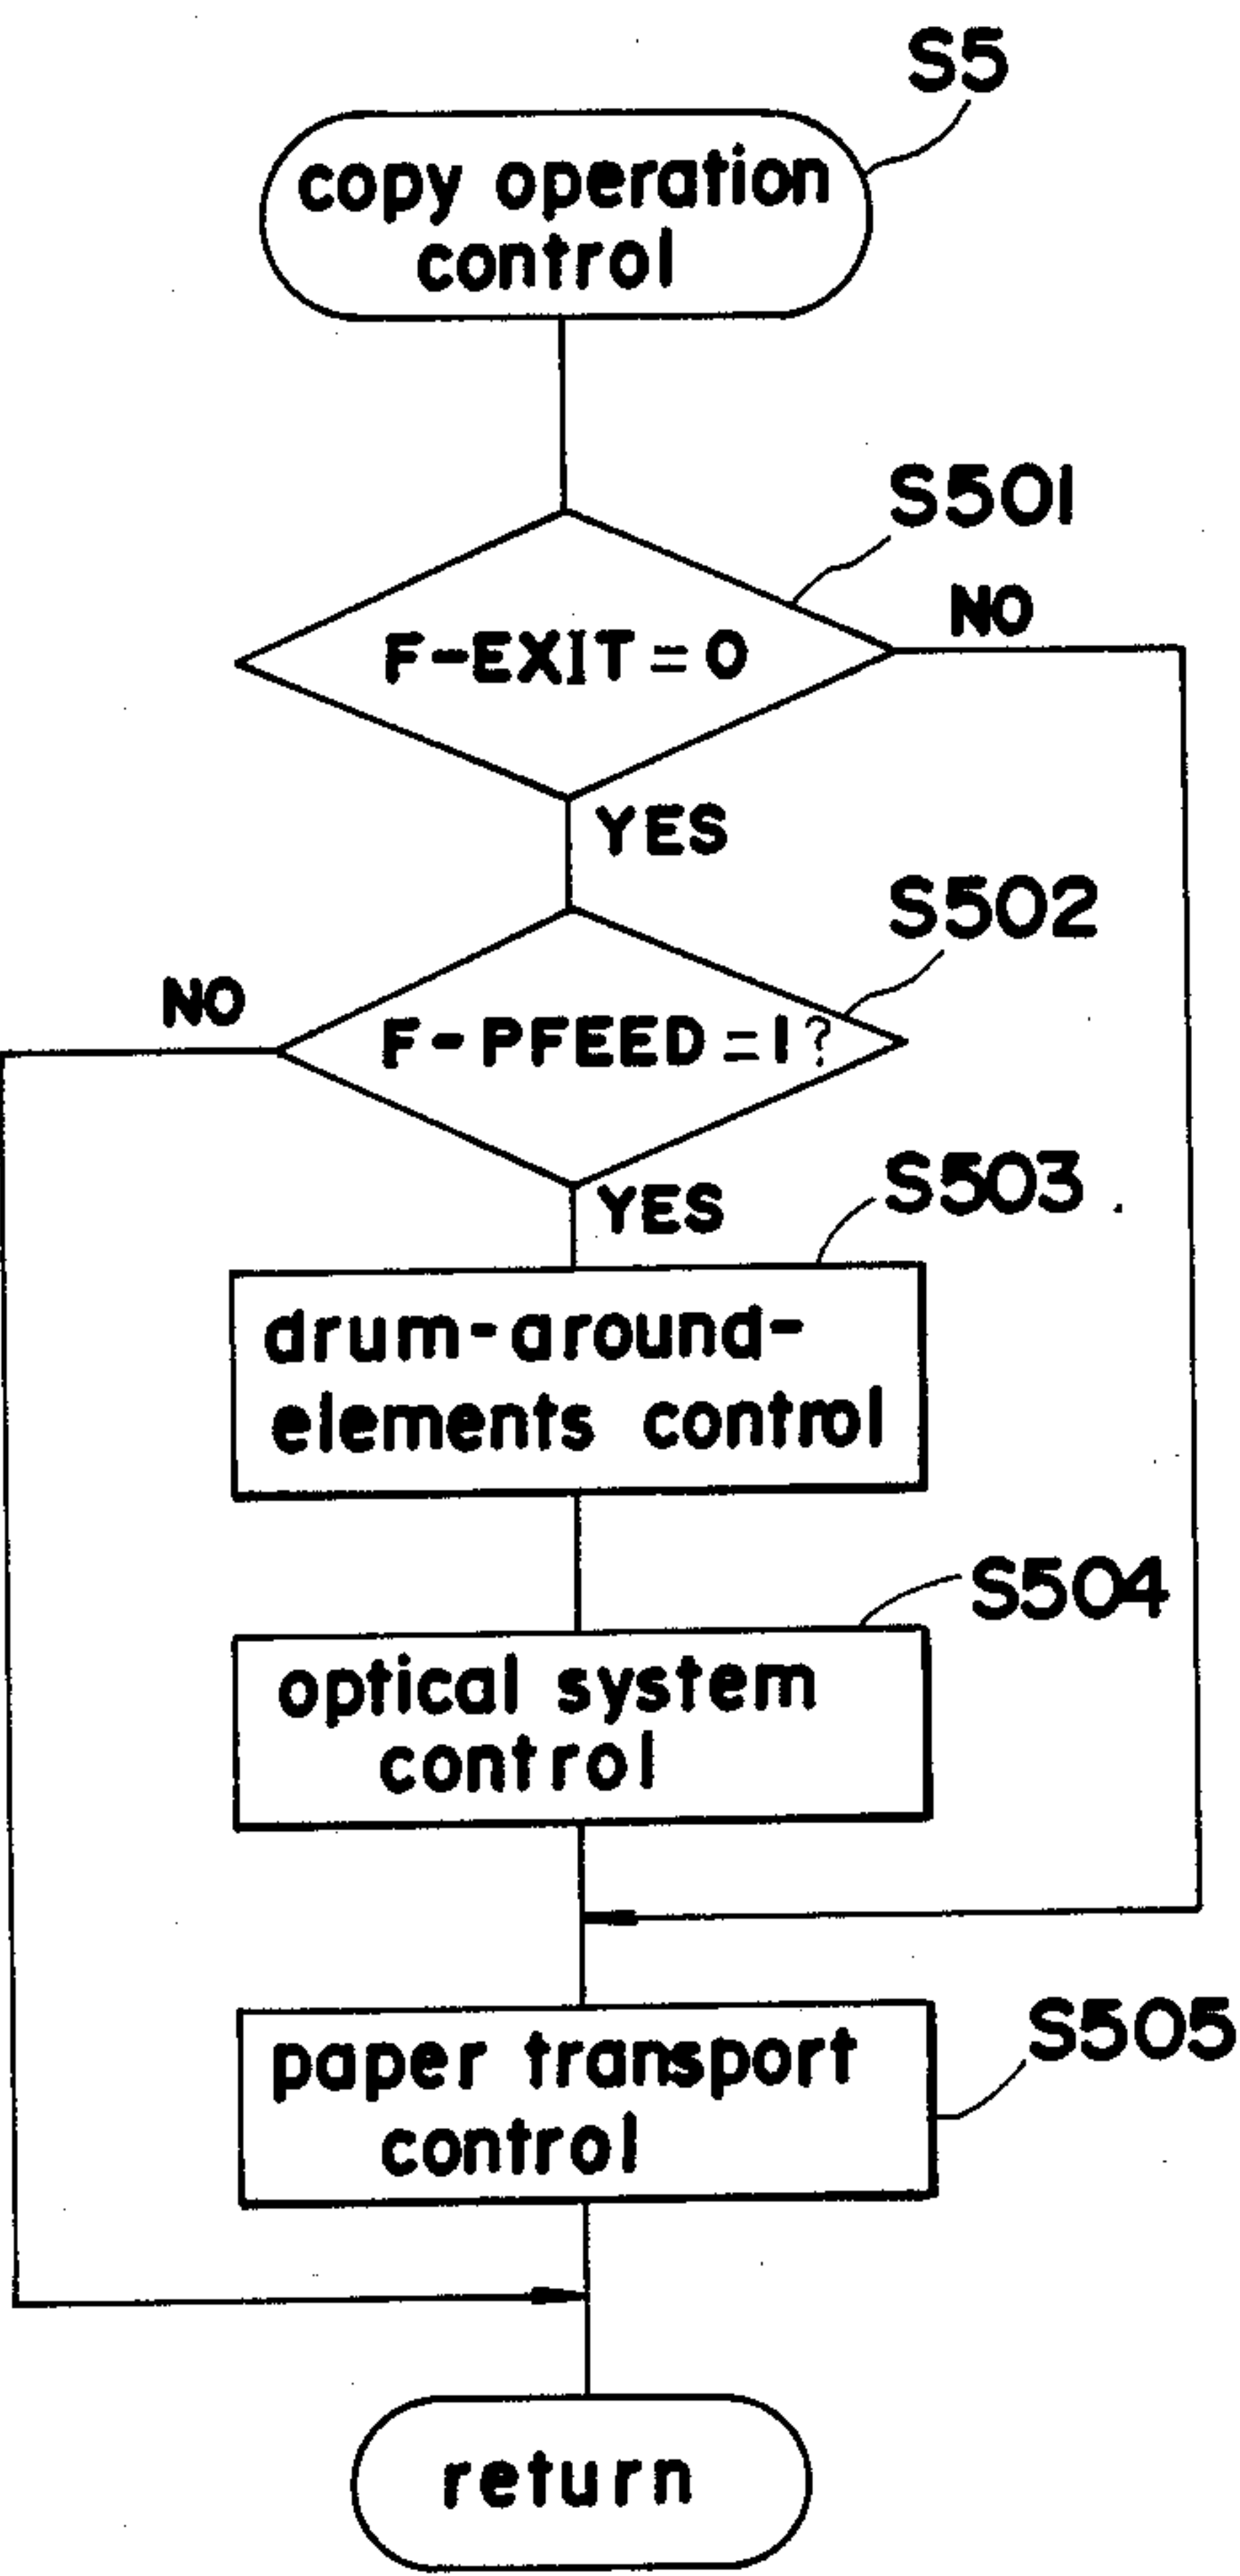 S5
copy operation
control
S501
NO
F-EXIT = 0
YES
S502
NO
F-PFEED = 1 ?
YES
S503
drum-around-
elements control
S504
optical system
control
S505
paper transport
control
return